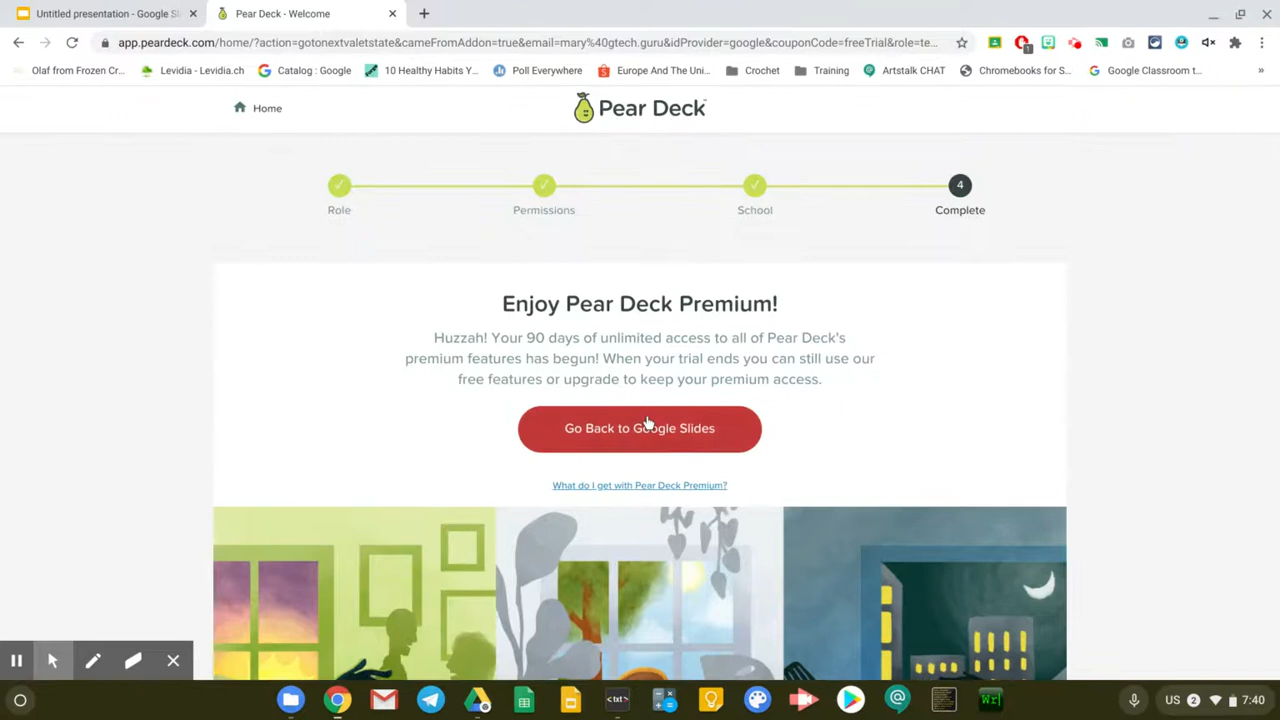 Untitled presentation - Google Sl
Pear Deck - Welcome
app.peardeck.com/home/?action=gotonextvaletstate&cameFromAddon=true&email=mary%40gtech.guru&idProvider=google&couponCode=freeTrial&role=te...
Olaf from Frozen Cr...
Levidia - Levidia.ch
Catalog : Google
10 Healthy Habits Y...
Poll Everywhere
Europe And The Uni...
Crochet
Training
Artstalk CHAT
Chromebooks for S...
Google Classroom t...
»
Home
Pear Deck
4
Role
Permissions
School
Complete
Enjoy Pear Deck Premium!
Huzzah! Your 90 days of unlimited access to all of Pear Deck's
premium features has begun! When your trial ends you can still use our
free features or upgrade to keep your premium access.
Go Back to Google Slides
What do I get with Pear Deck Premium?
<txt>
Wr
US 2 7:40